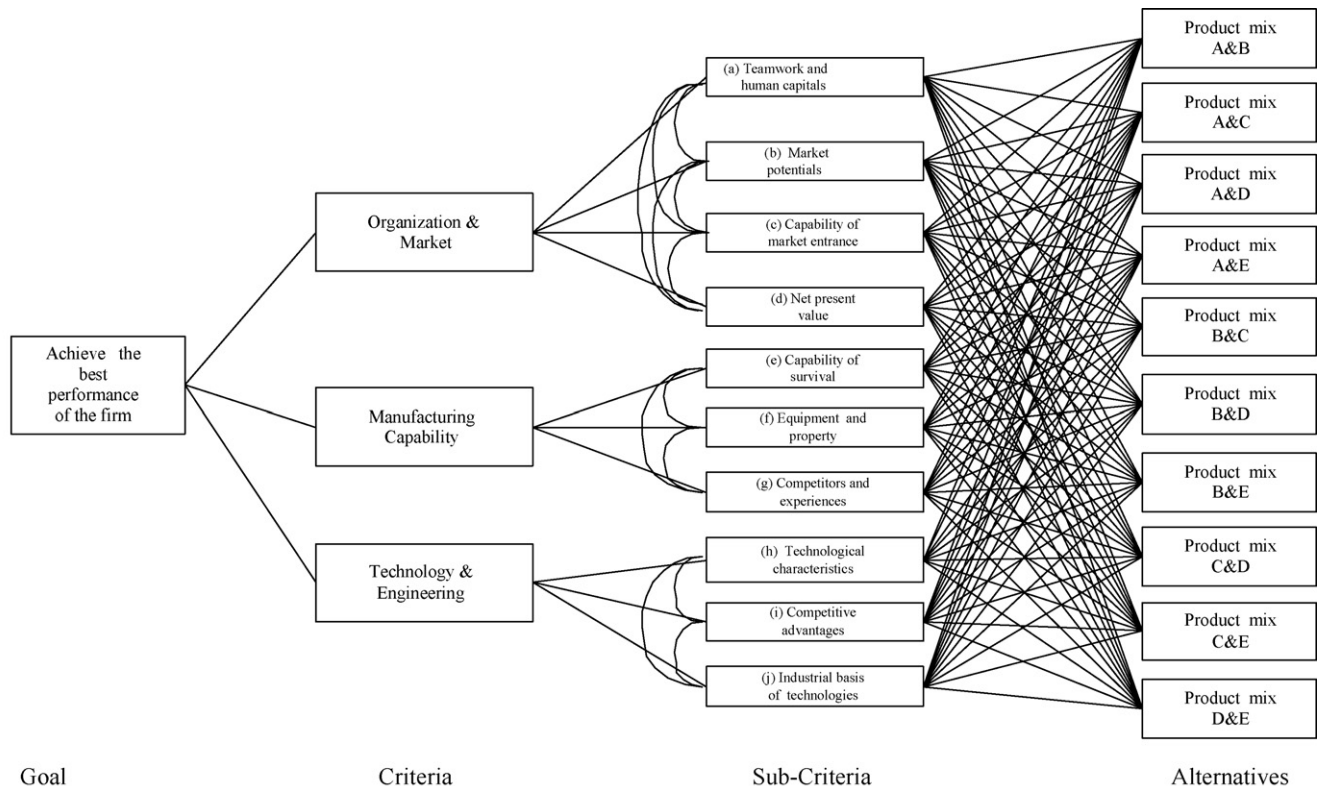 Achieve the
best
performance
of the firm
Organization &
Market
Manufacturing
Capability
Technology &
Engineering
(a) Teamwork and
human capitals
(b) Market
potentials
(c) Capability of
market entrance
(d) Net present
value
(e) Capability of
survival
(f) Equipment and
property
(g) Competitors and
experiences
(h) Technological
characteristics
(i) Competitive
advantages
(j) Industrial basis
of technologies
Product mix
A&B
Product mix
A&C
Product mix
A&D
Product mix
A&E
Product mix
B&C
Product mix
B&D
Product mix
B&E
Product mix
C&D
Product mix
C&E
Product mix
D&E
Goal
Criteria
Sub-Criteria
Alternatives